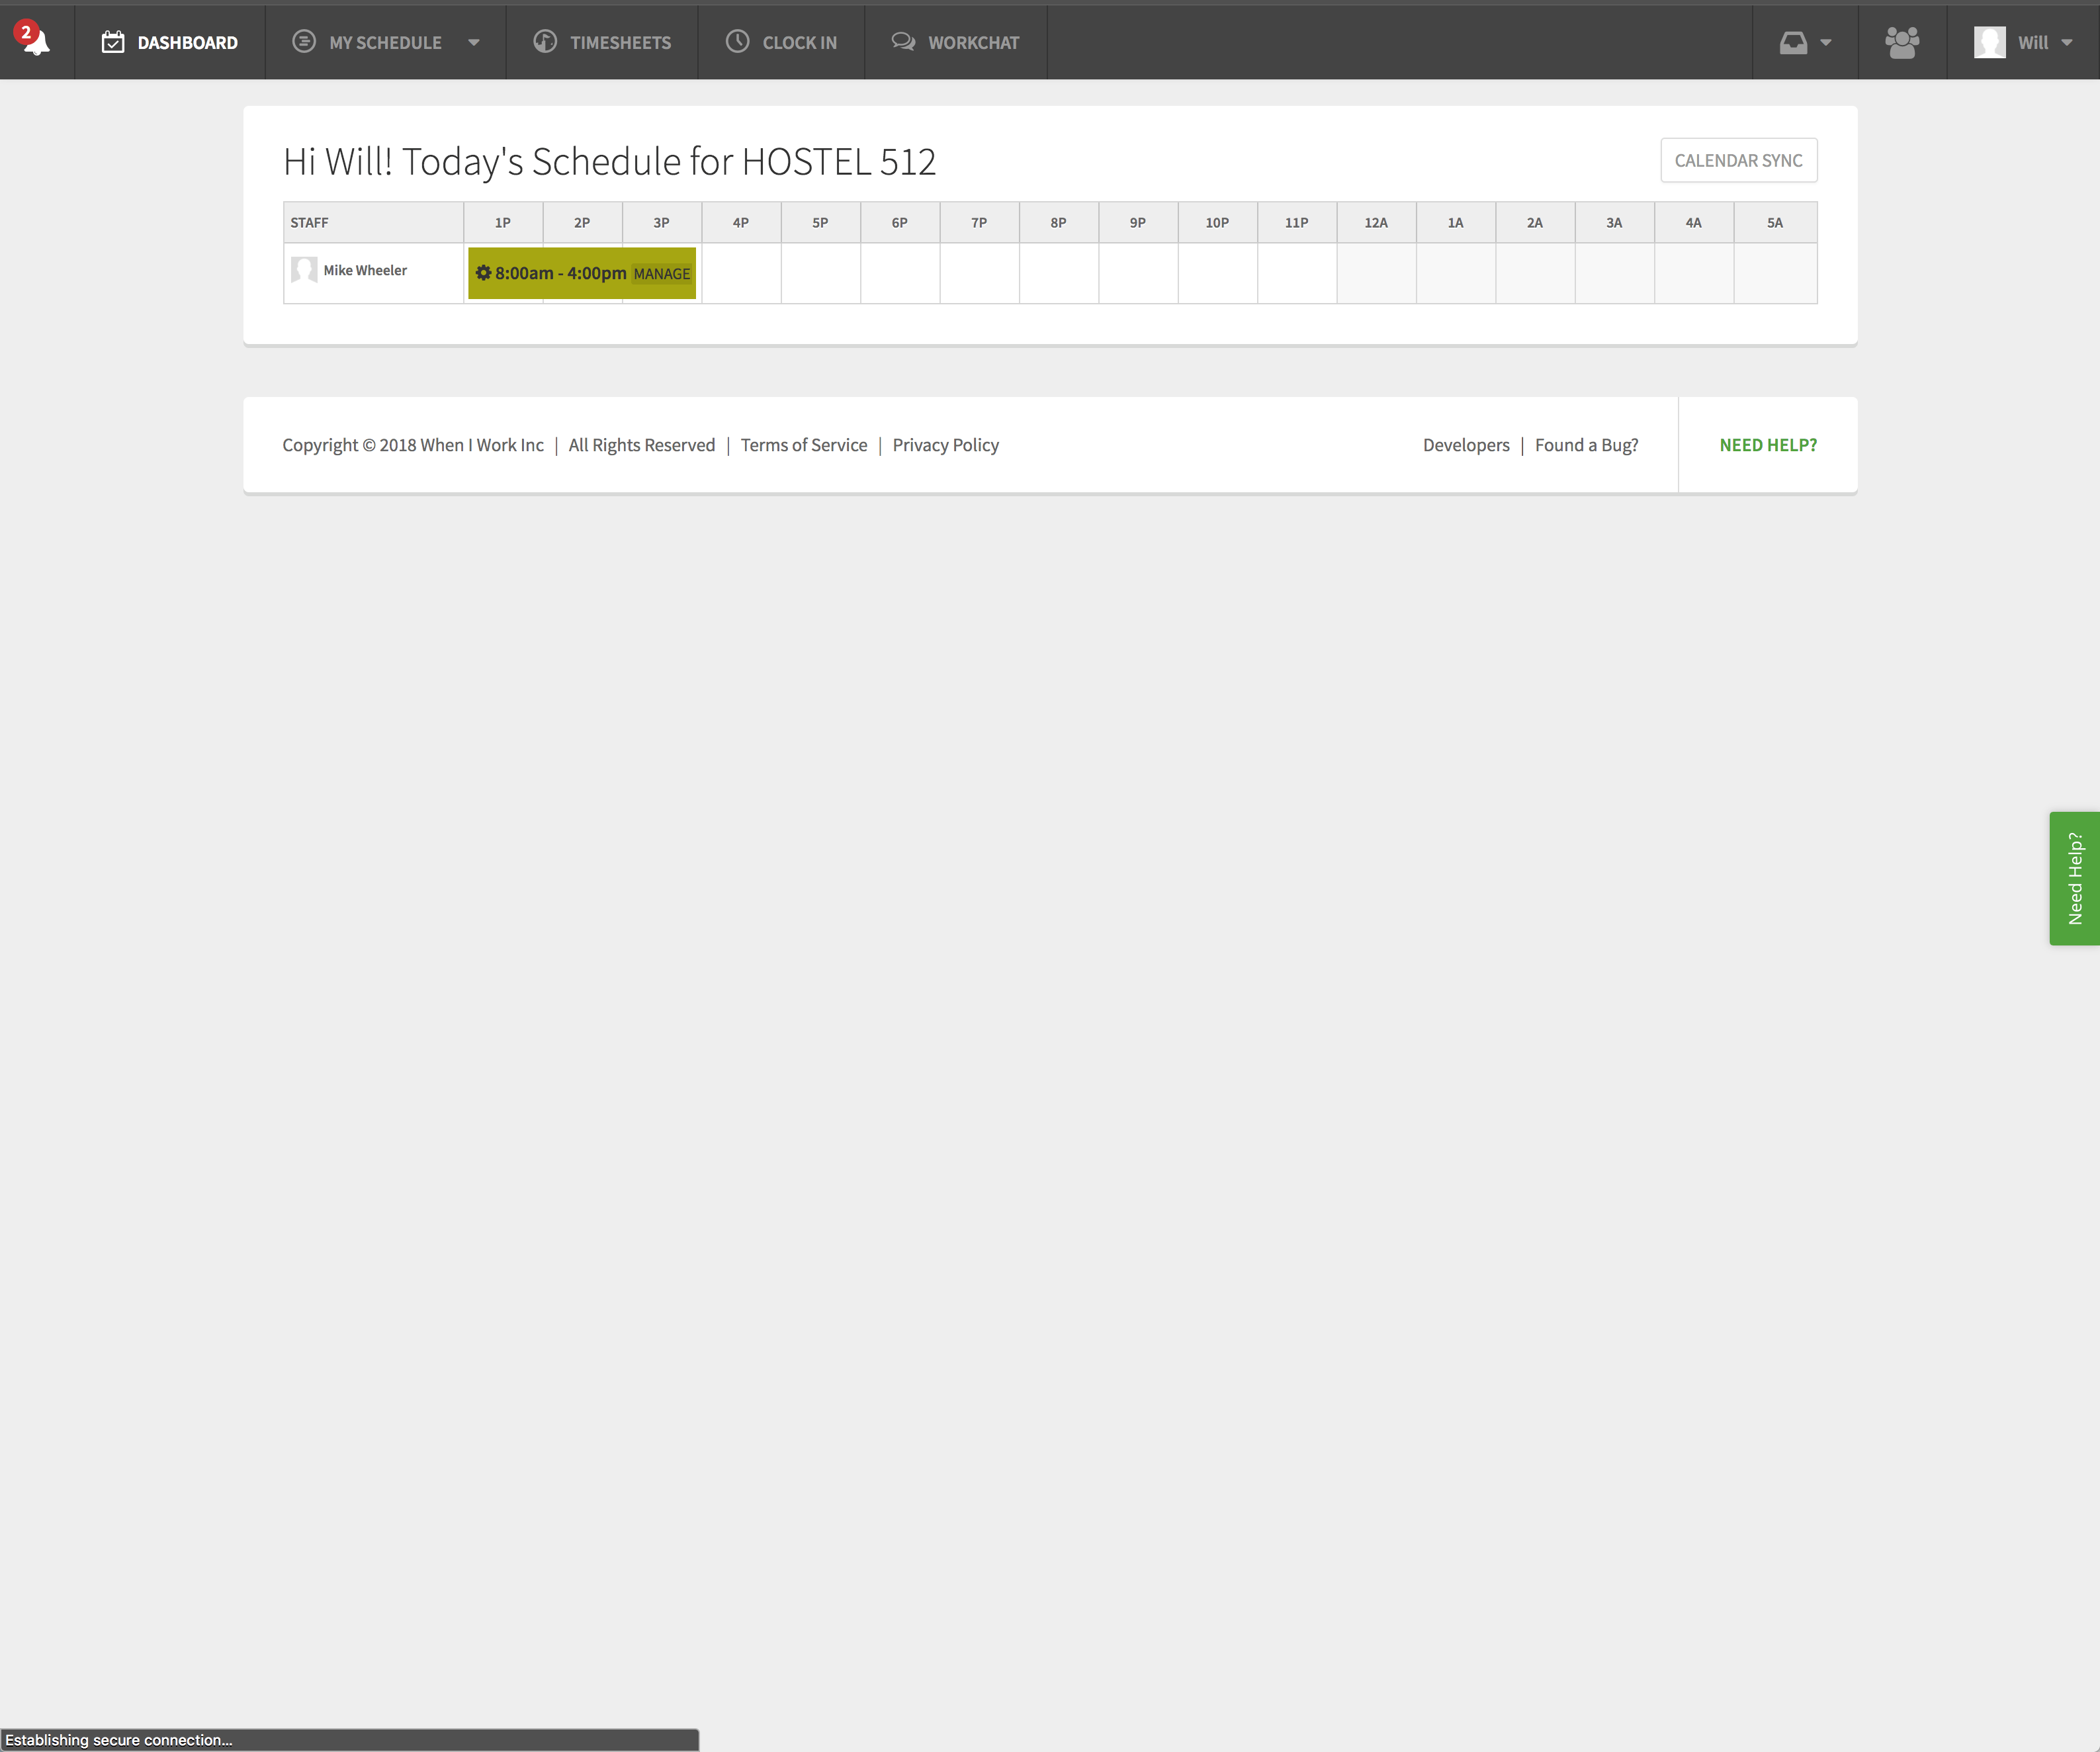 2
DASHBOARD
MY SCHEDULE
TIMESHEETS
CLOCK IN
WORKCHAT
Will
Hi Will! Today's Schedule for HOSTEL 512
CALENDAR SYNC
STAFF 1P 2P 3P 4P 5P 6P 7P 8P 9P 10P 11P 12A 1A 2A 3A 4A 5A
Mike Wheeler
8:00am - 4:00pm MANAGE
Copyright © 2018 When I Work Inc | All Rights Reserved | Terms of Service | Privacy Policy
Developers | Found a Bug?
NEED HELP?
Need Help?
Establishing secure connection...